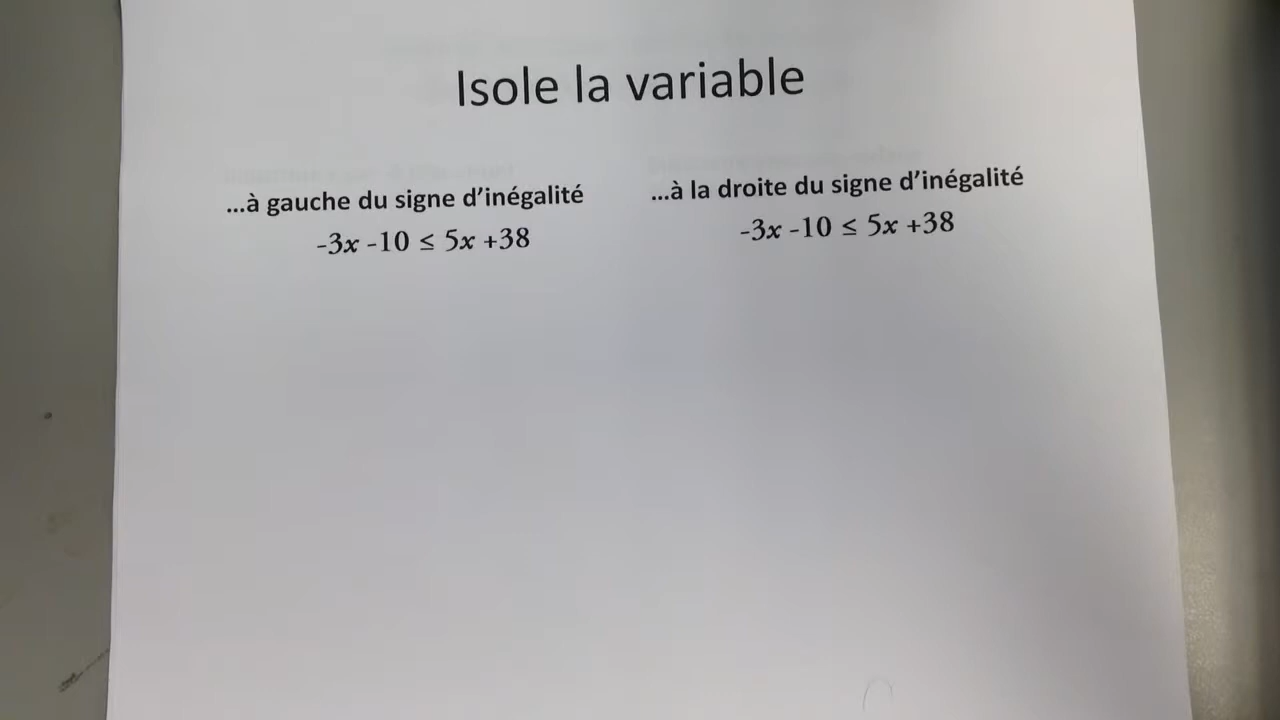 Isole la variable
...à gauche du signe d'inégalité
-3x -10 ≤ 5x +38
...à la droite du signe d'inégalité
-3x -10 ≤ 5x +38